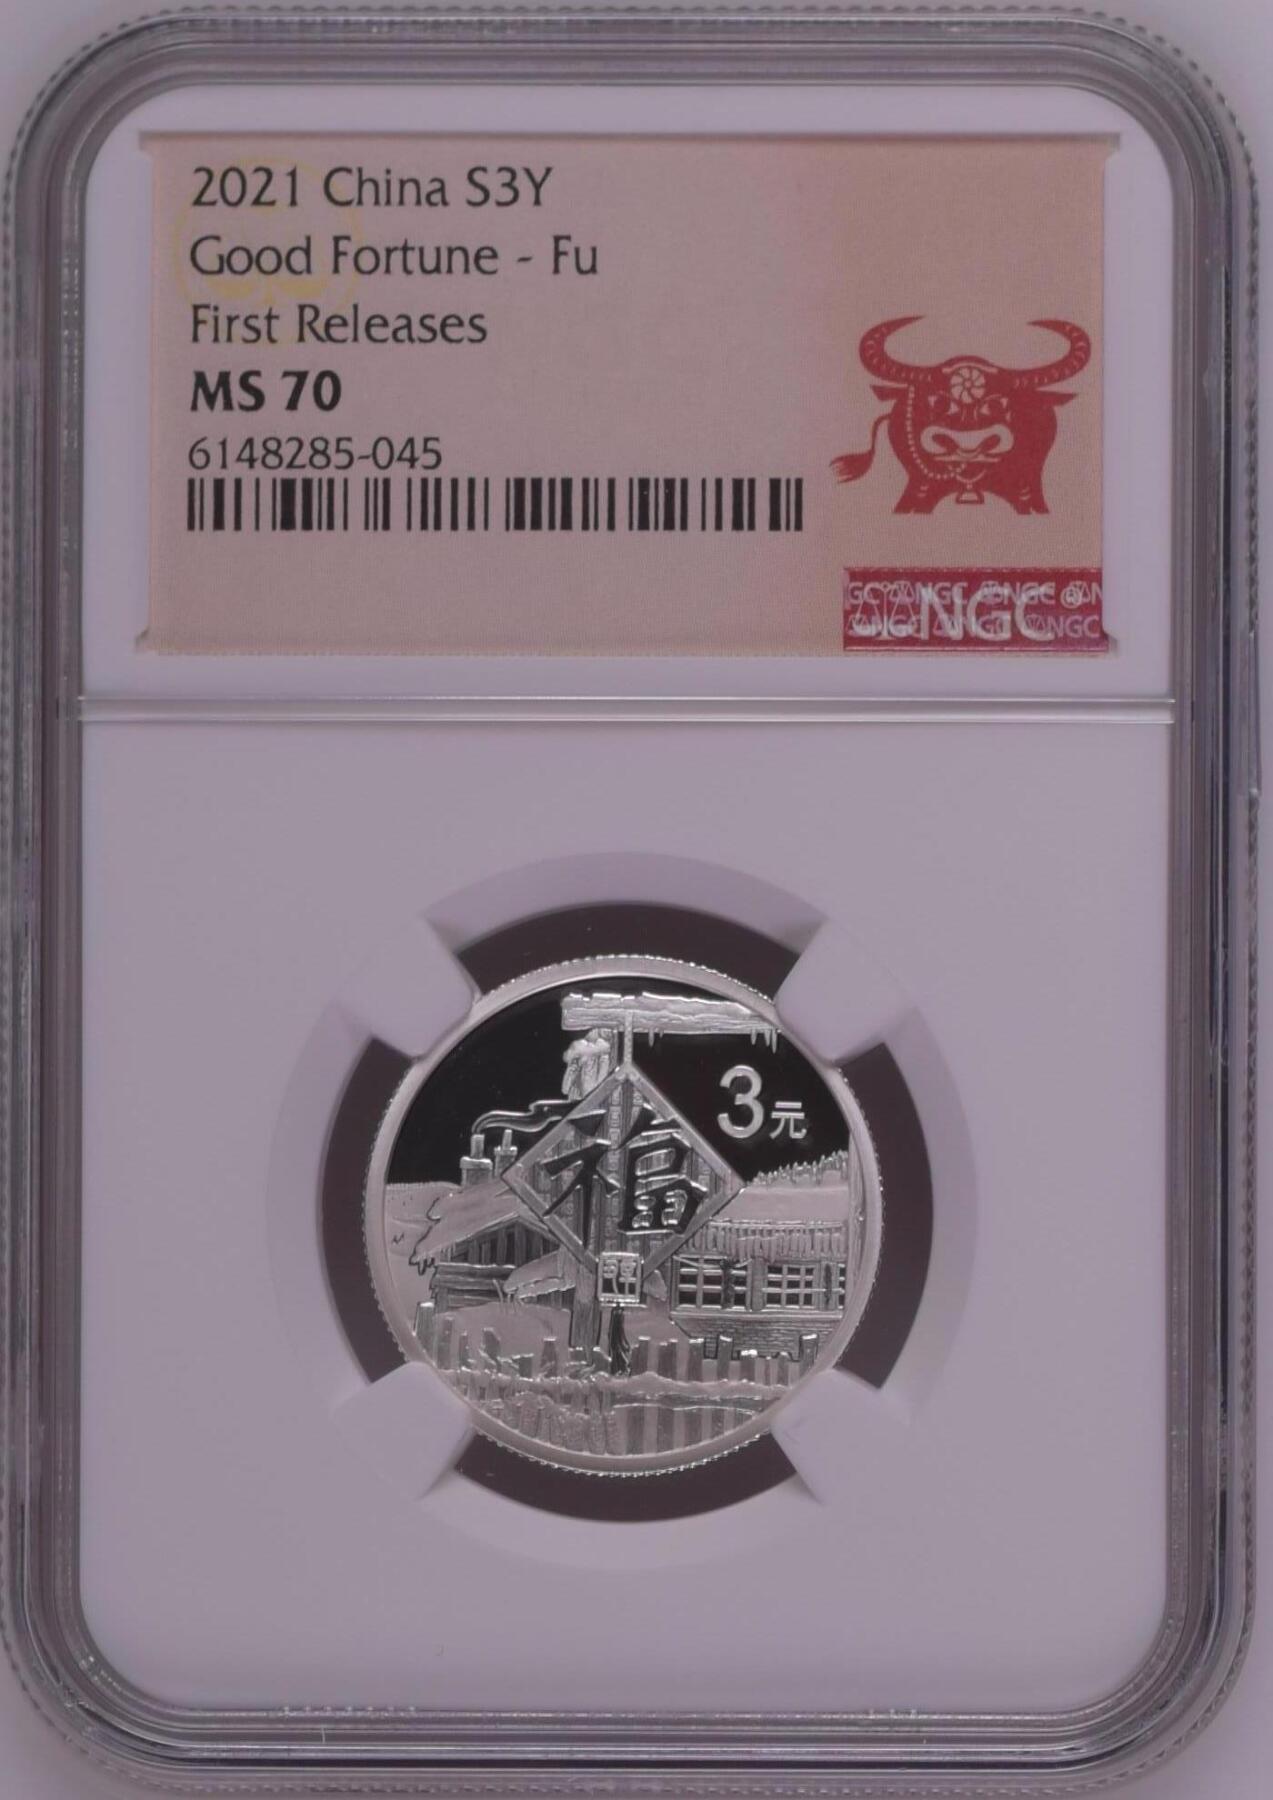 2021 China S3Y
Good Fortune - Fu
First Releases
MS 70
6148285-045
NGC®
3元
福